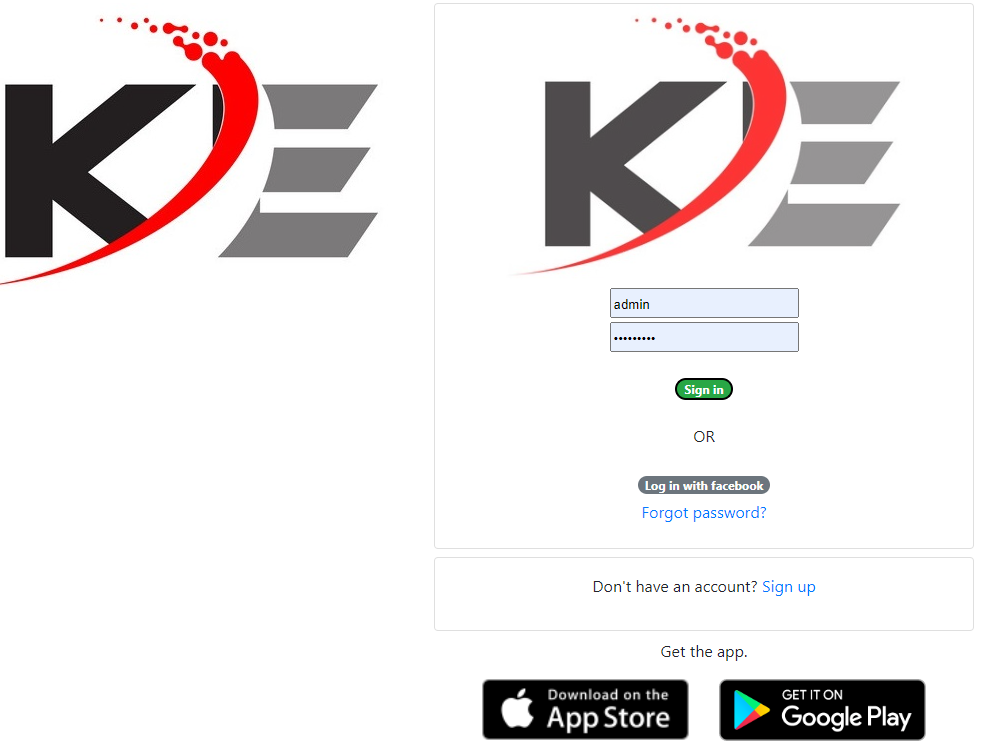 KE
KE
admin
•••••••••
Sign in
OR
Log in with facebook
Forgot password?
Don't have an account? Sign up
Get the app.
Download on the
App Store
GET IT ON
Google Play